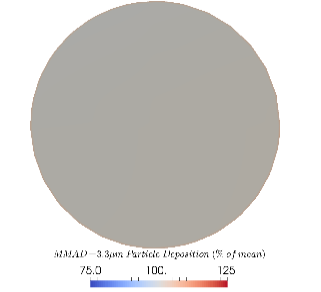 MMAD−3.3μm Particle Deposition (% of mean)
75.0 100. 125